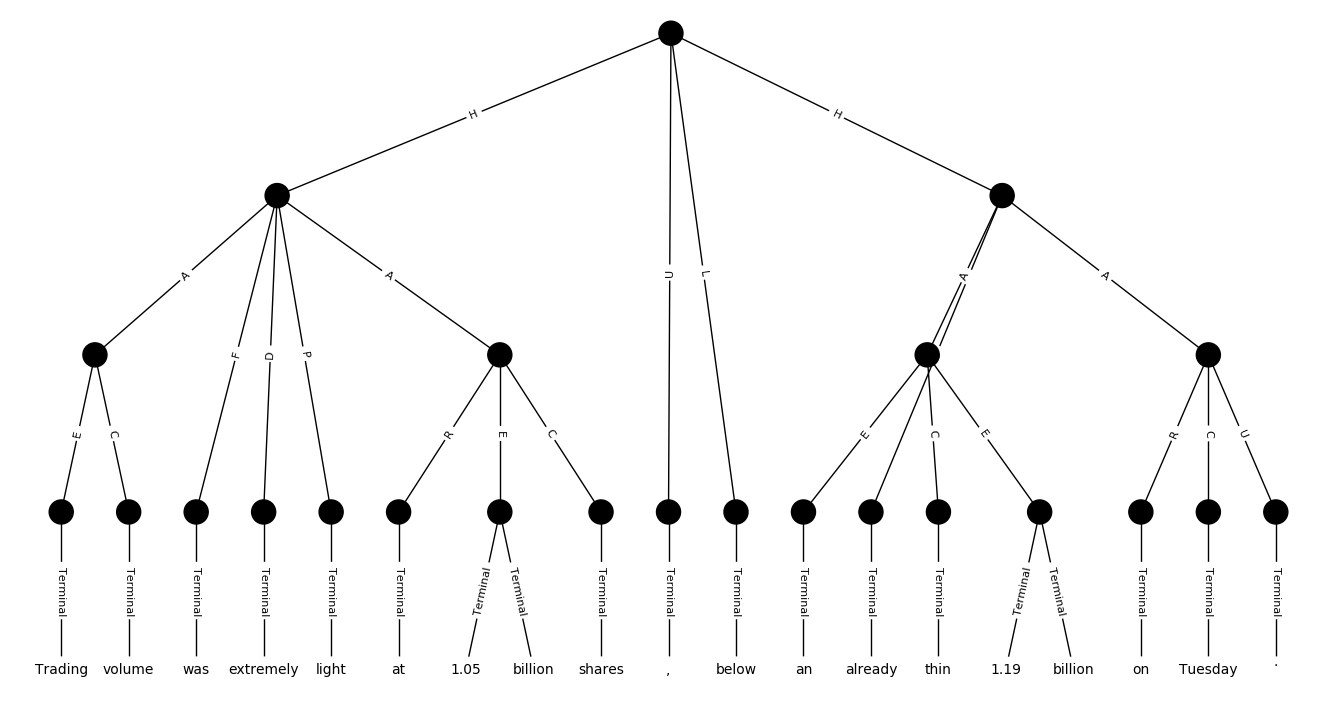 H H
A F D P A U L A A
E C R E C E C E R C U
Terminal Terminal Terminal Terminal Terminal Terminal Terminal Terminal Terminal Terminal Terminal Terminal Terminal Terminal Terminal Terminal Terminal Terminal Terminal
Trading volume was extremely light at 1.05 billion shares , below an already thin 1.19 billion on Tuesday .